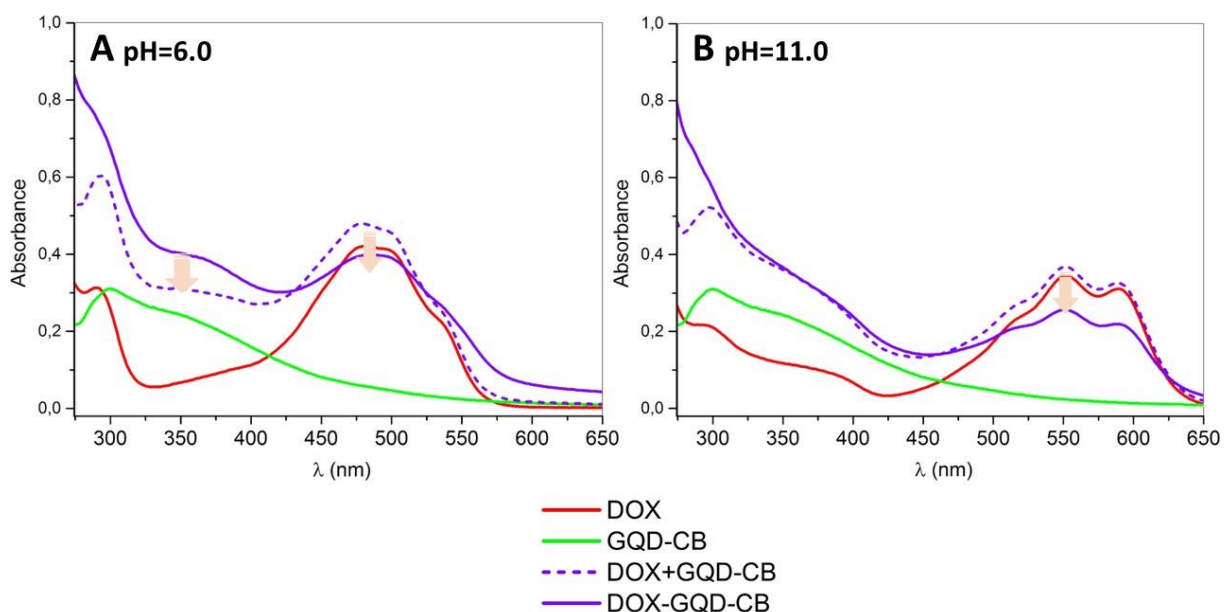 A pH=6.0
1,0
0,8
0,6
0,4
0,2
0,0
Absorbance
300 350 400 450 500 550 600 650
λ (nm)
B pH=11.0
1,0
0,8
0,6
0,4
0,2
0,0
Absorbance
300 350 400 450 500 550 600 650
λ (nm)
DOX
GQD-CB
DOX+GQD-CB
DOX-GQD-CB